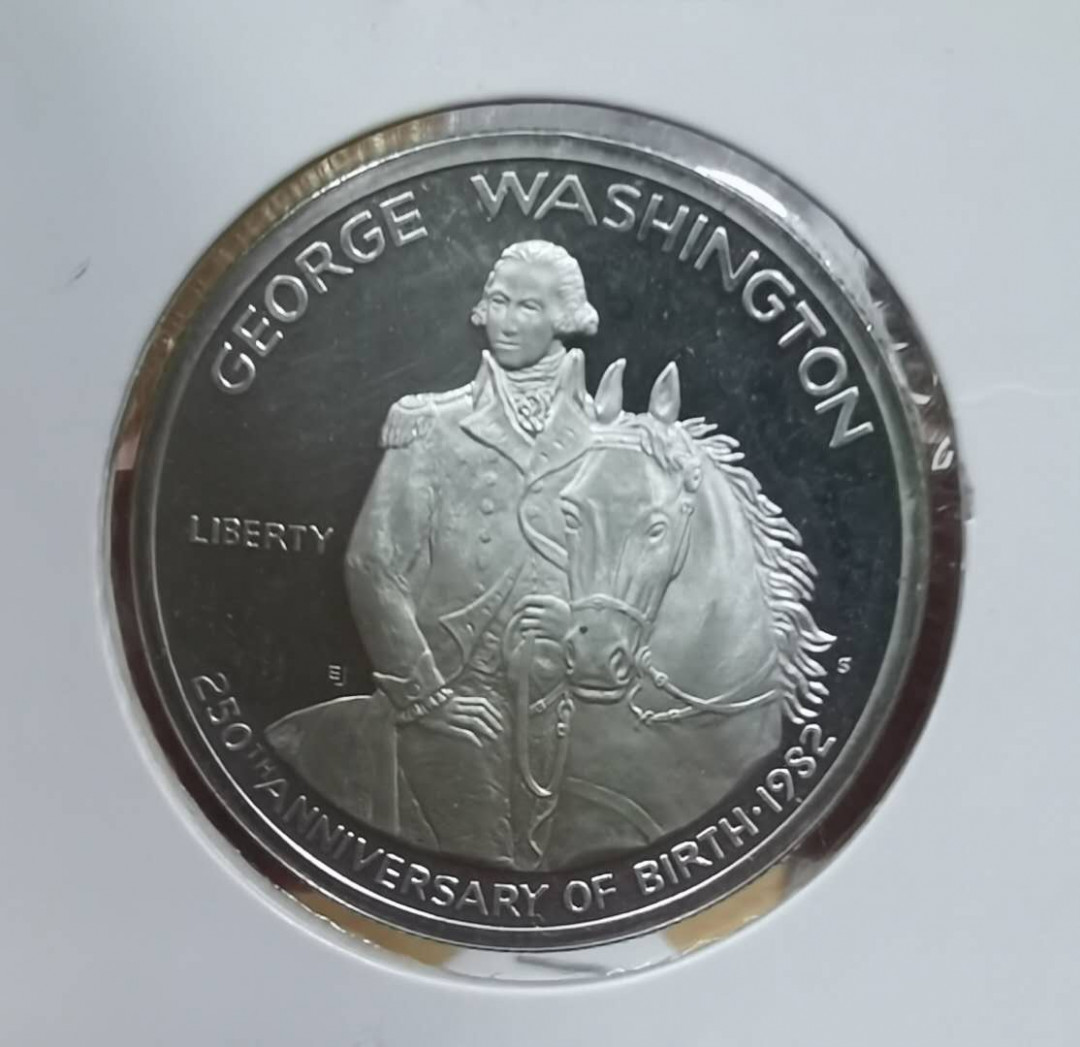 GEORGE WASHINGTON
LIBERTY
EJ
S
250TH ANNIVERSARY OF BIRTH·1982